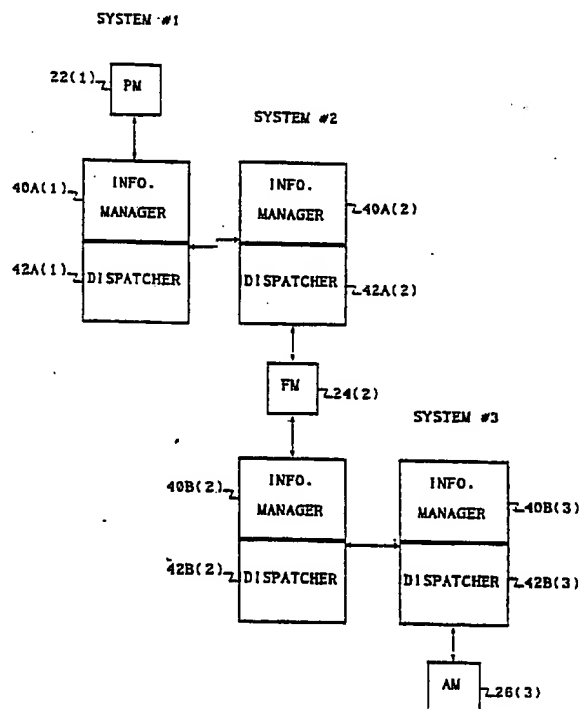 SYSTEM #1
22(1)
PM
SYSTEM #2
40A(1)
INFO.
MANAGER
INFO.
MANAGER
40A(2)
42A(1)
DISPATCHER
DISPATCHER
42A(2)
FM
24(2)
SYSTEM #3
40B(2)
INFO.
MANAGER
INFO.
MANAGER
40B(3)
42B(2)
DISPATCHER
DISPATCHER
42B(3)
AM
26(3)